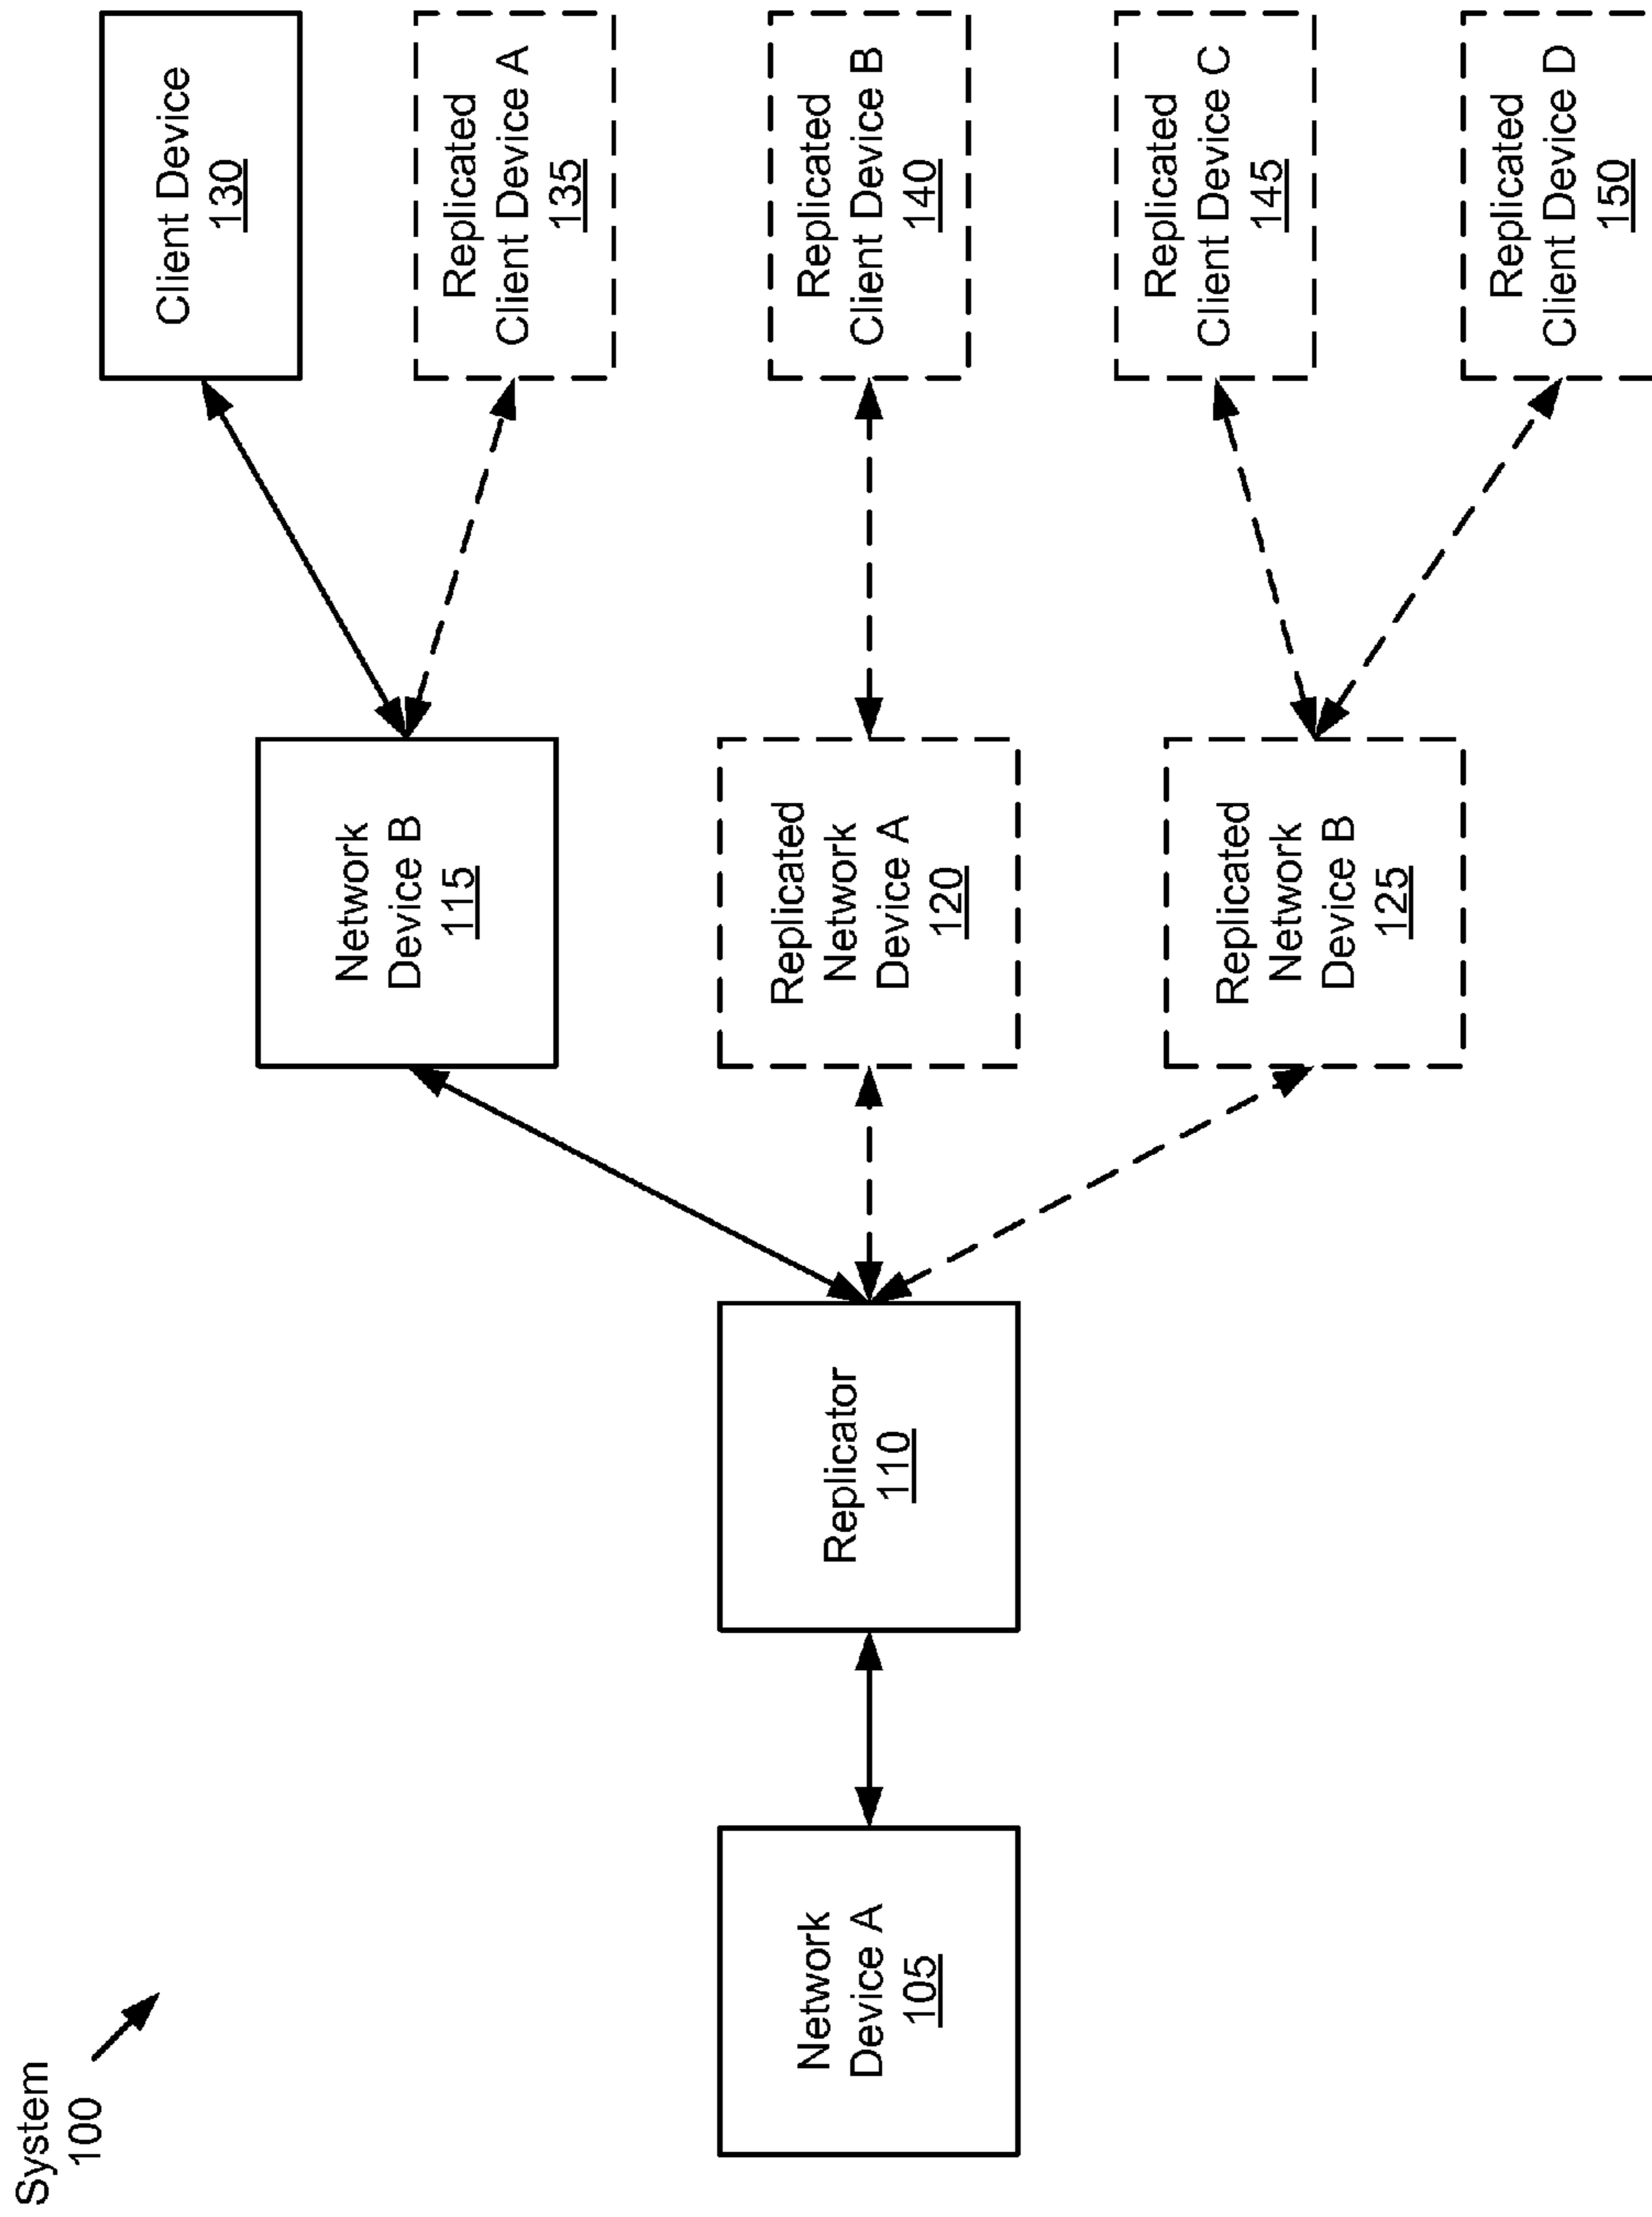 System
100
Network
Device A
105
Replicator
110
Network
Device B
115
Replicated
Network
Device A
120
Replicated
Network
Device B
125
Client Device
130
Replicated
Client Device A
135
Replicated
Client Device B
140
Replicated
Client Device C
145
Replicated
Client Device D
150